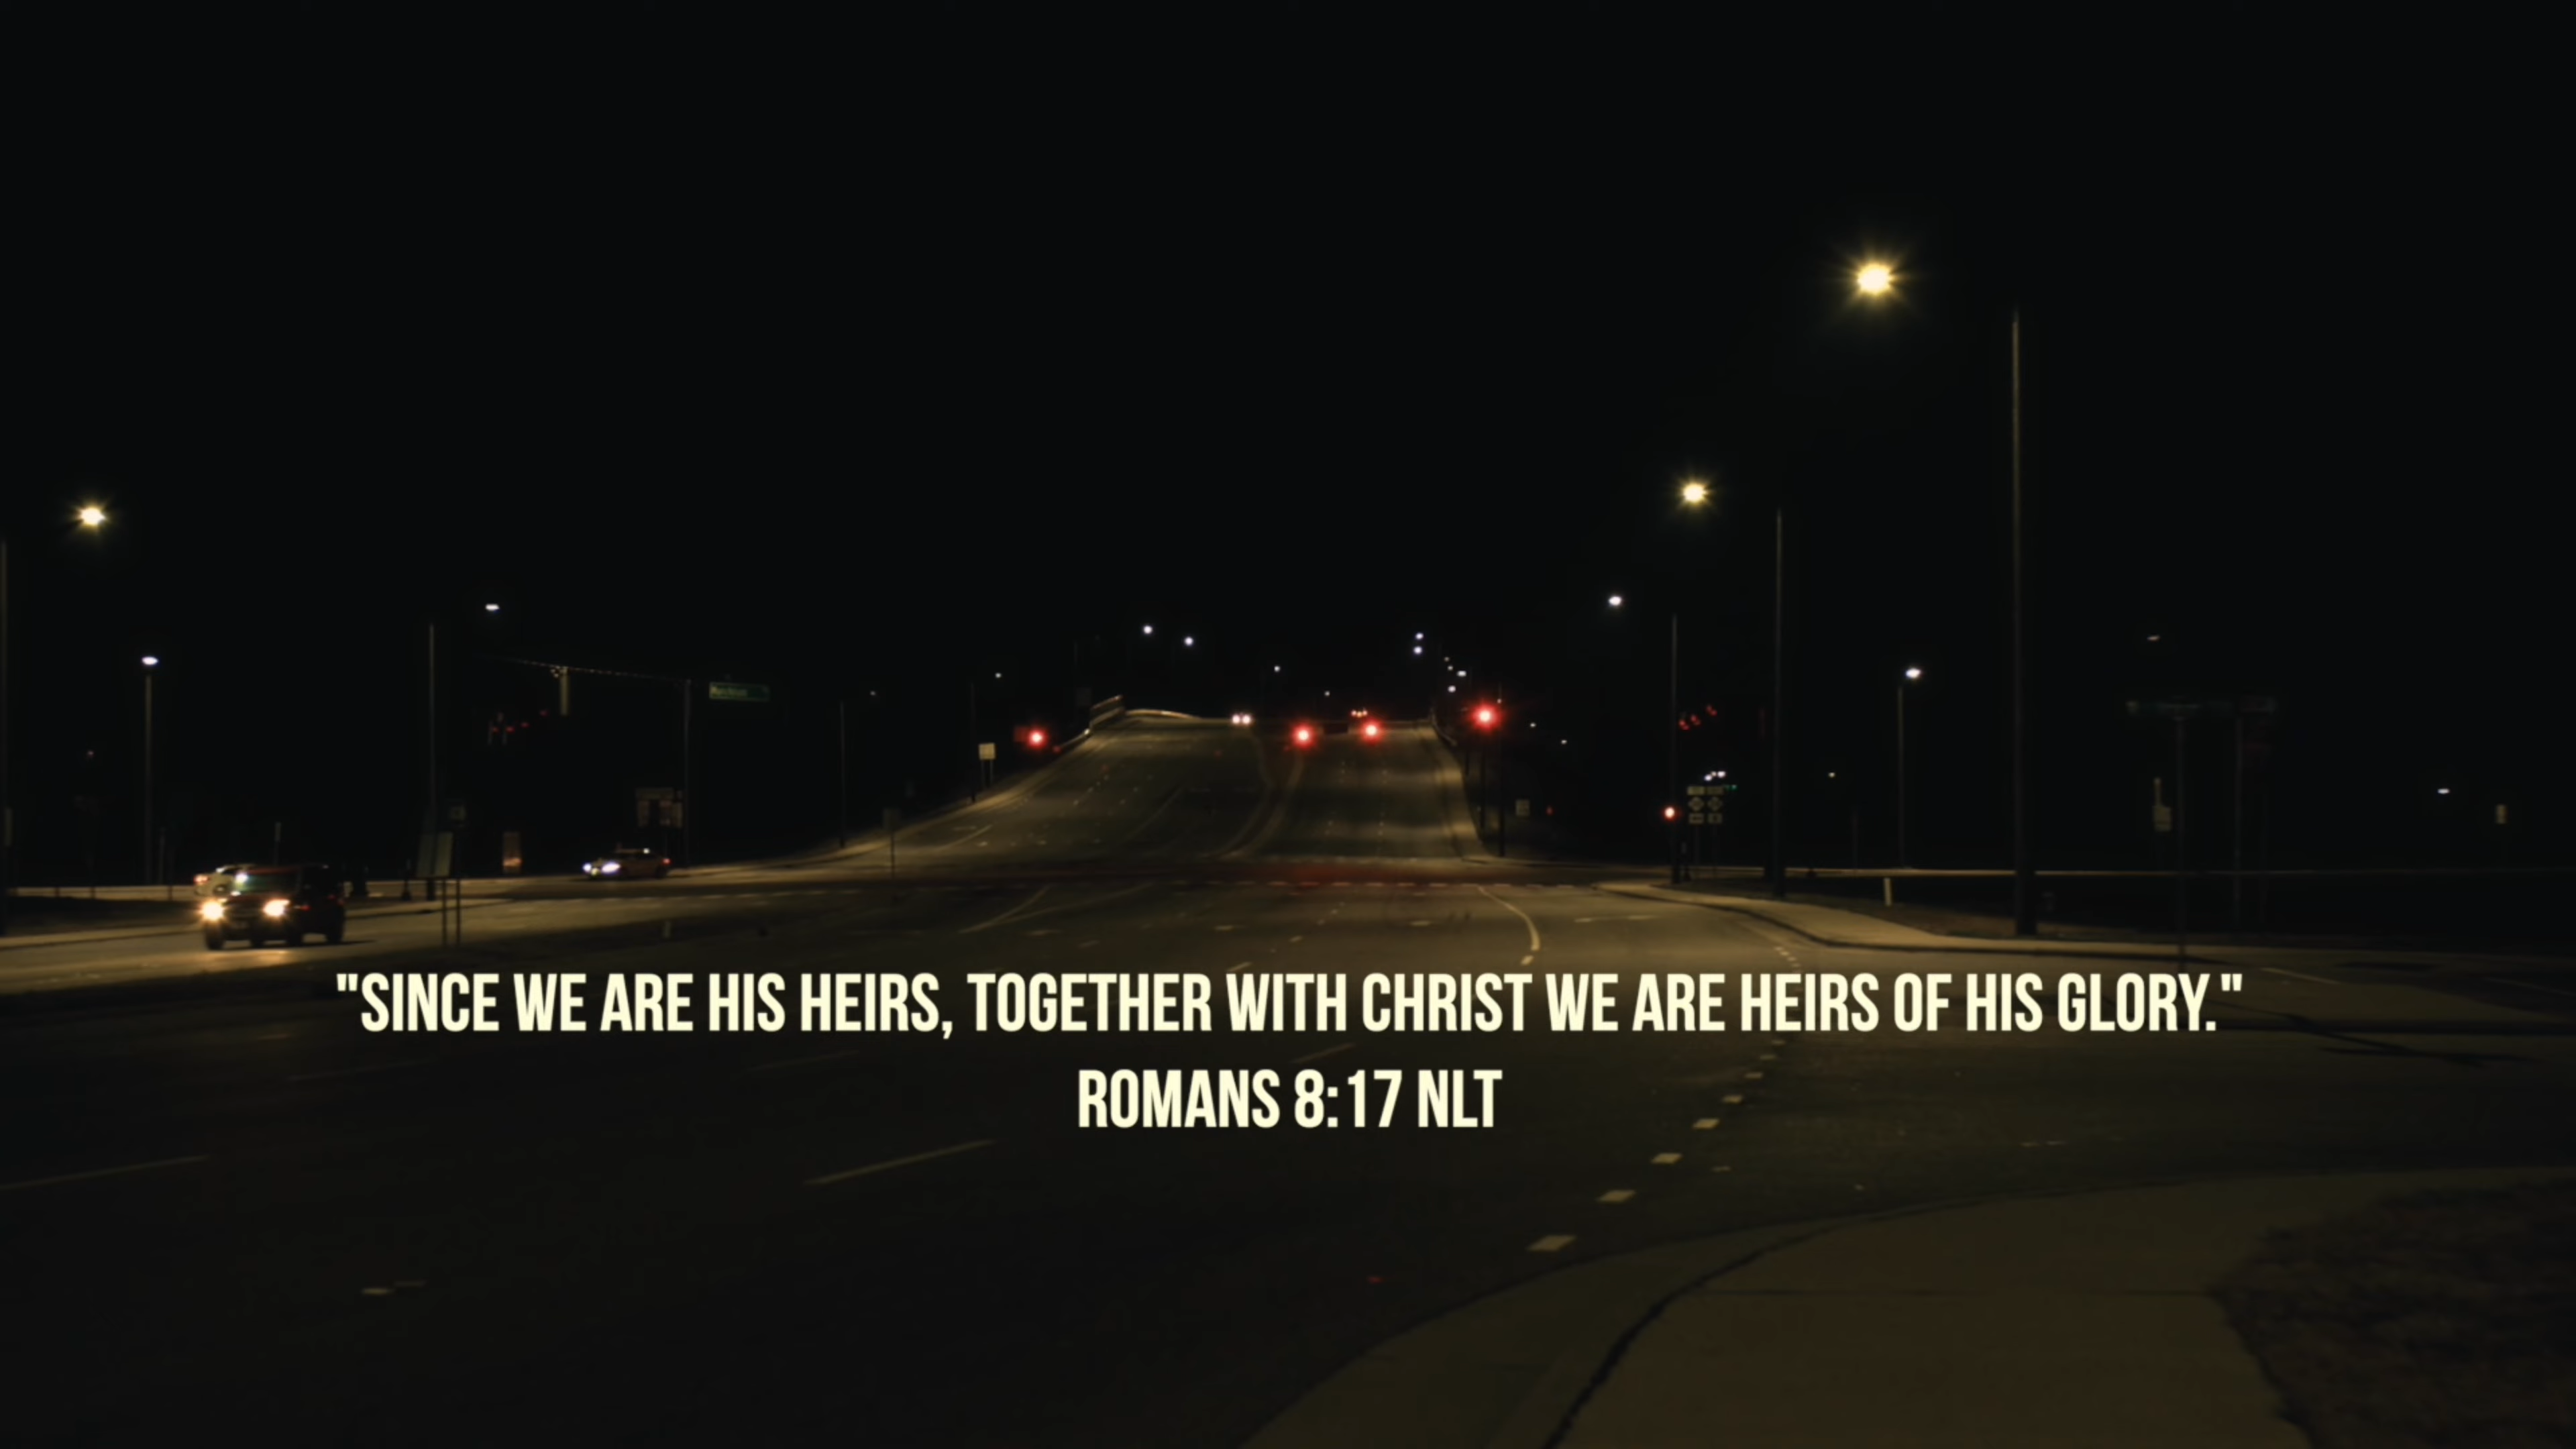 "SINCE WE ARE HIS HEIRS, TOGETHER WITH CHRIST WE ARE HEIRS OF HIS GLORY."
ROMANS 8:17 NLT